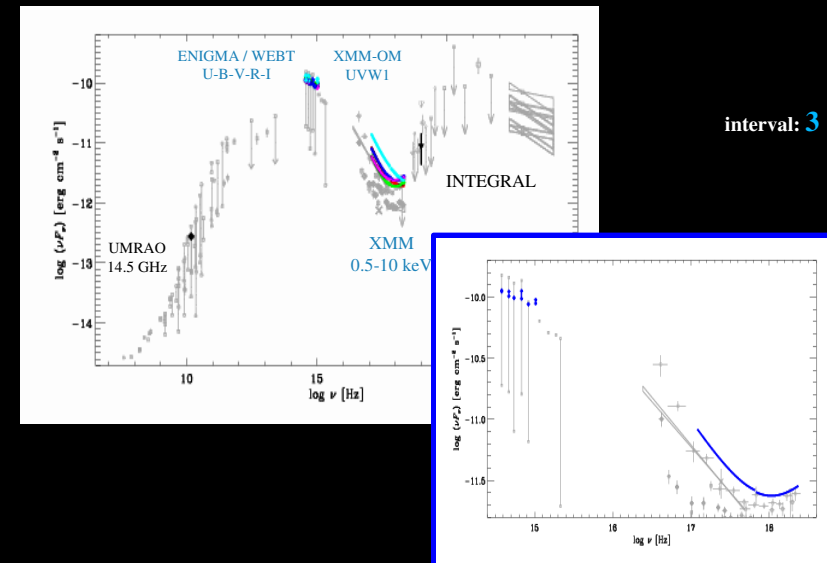 ENIGMA / WEBT
U-B-V-R-I
XMM-OM
UVW1
interval: 3
-10
-11
-12
-13
-14
log (νFν) [erg cm⁻² s⁻¹]
INTEGRAL
UMRAO
14.5 GHz
XMM
0.5-10 keV
10
15
log ν [Hz]
-10.0
-10.5
-11.0
-11.5
log (νFν) [erg cm⁻² s⁻¹]
15
16
17
18
log ν [Hz]